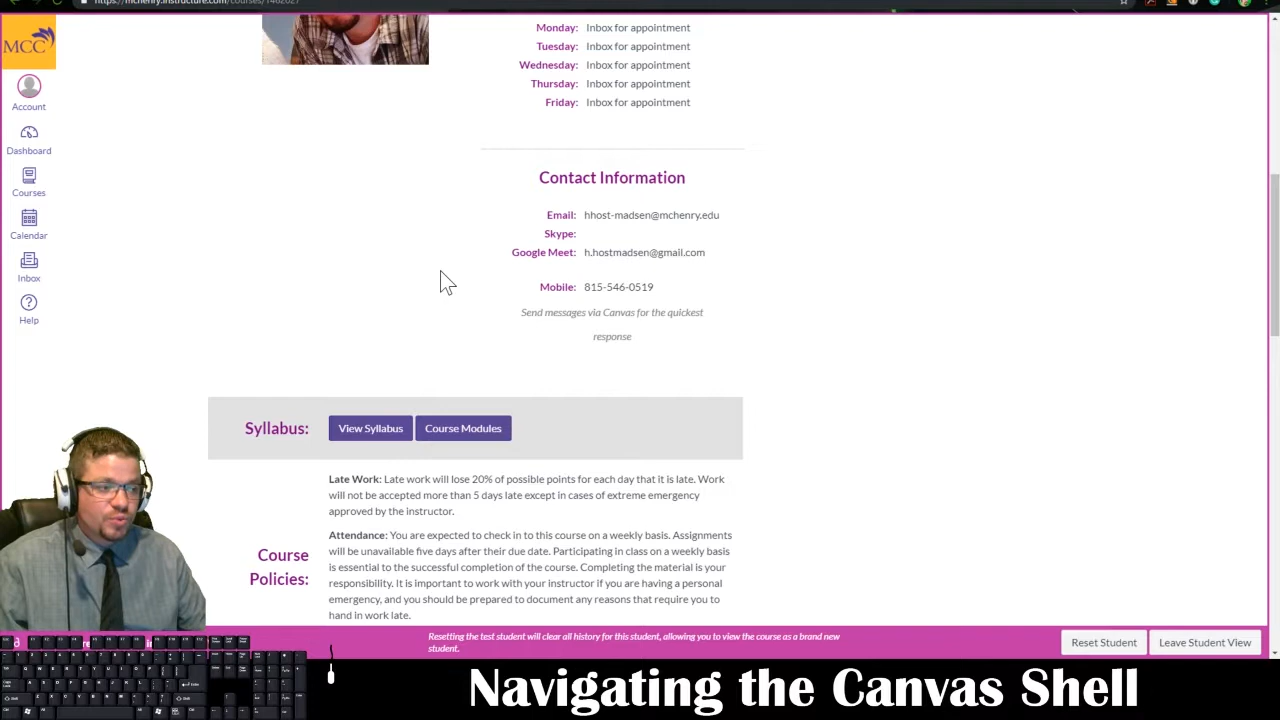 https://mchenry.instructure.com/courses/1462027
MCC
Account
Dashboard
Courses
Calendar
Inbox
Help
Monday: Inbox for appointment
Tuesday: Inbox for appointment
Wednesday: Inbox for appointment
Thursday: Inbox for appointment
Friday: Inbox for appointment
Contact Information
Email: hhost-madsen@mchenry.edu
Skype:
Google Meet: h.hostmadsen@gmail.com
Mobile: 815-546-0519
Send messages via Canvas for the quickest
response
Syllabus: View Syllabus Course Modules
Late Work: Late work will lose 20% of possible points for each day that it is late. Work
will not be accepted more than 5 days late except in cases of extreme emergency
approved by the instructor.
Attendance: You are expected to check in to this course on a weekly basis. Assignments
will be unavailable five days after their due date. Participating in class on a weekly basis
is essential to the successful completion of the course. Completing the material is your
responsibility. It is important to work with your instructor if you are having a personal
emergency, and you should be prepared to document any reasons that require you to
hand in work late.
Course
Policies:
Resetting the test student will clear all history for this student, allowing you to view the course as a brand new
student.
Reset Student
Leave Student View
Navigating the Canvas Shell